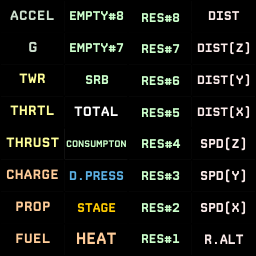 ACCEL EMPTY#8 RES#8 DIST
G EMPTY#7 RES#7 DIST[Z]
TWR SRB RES#6 DIST[Y]
THRTL TOTAL RES#5 DIST[X]
THRUST CONSUMPTON RES#4 SPD[Z]
CHARGE D.PRESS RES#3 SPD[Y]
PROP STAGE RES#2 SPD[X]
FUEL HEAT RES#1 R.ALT